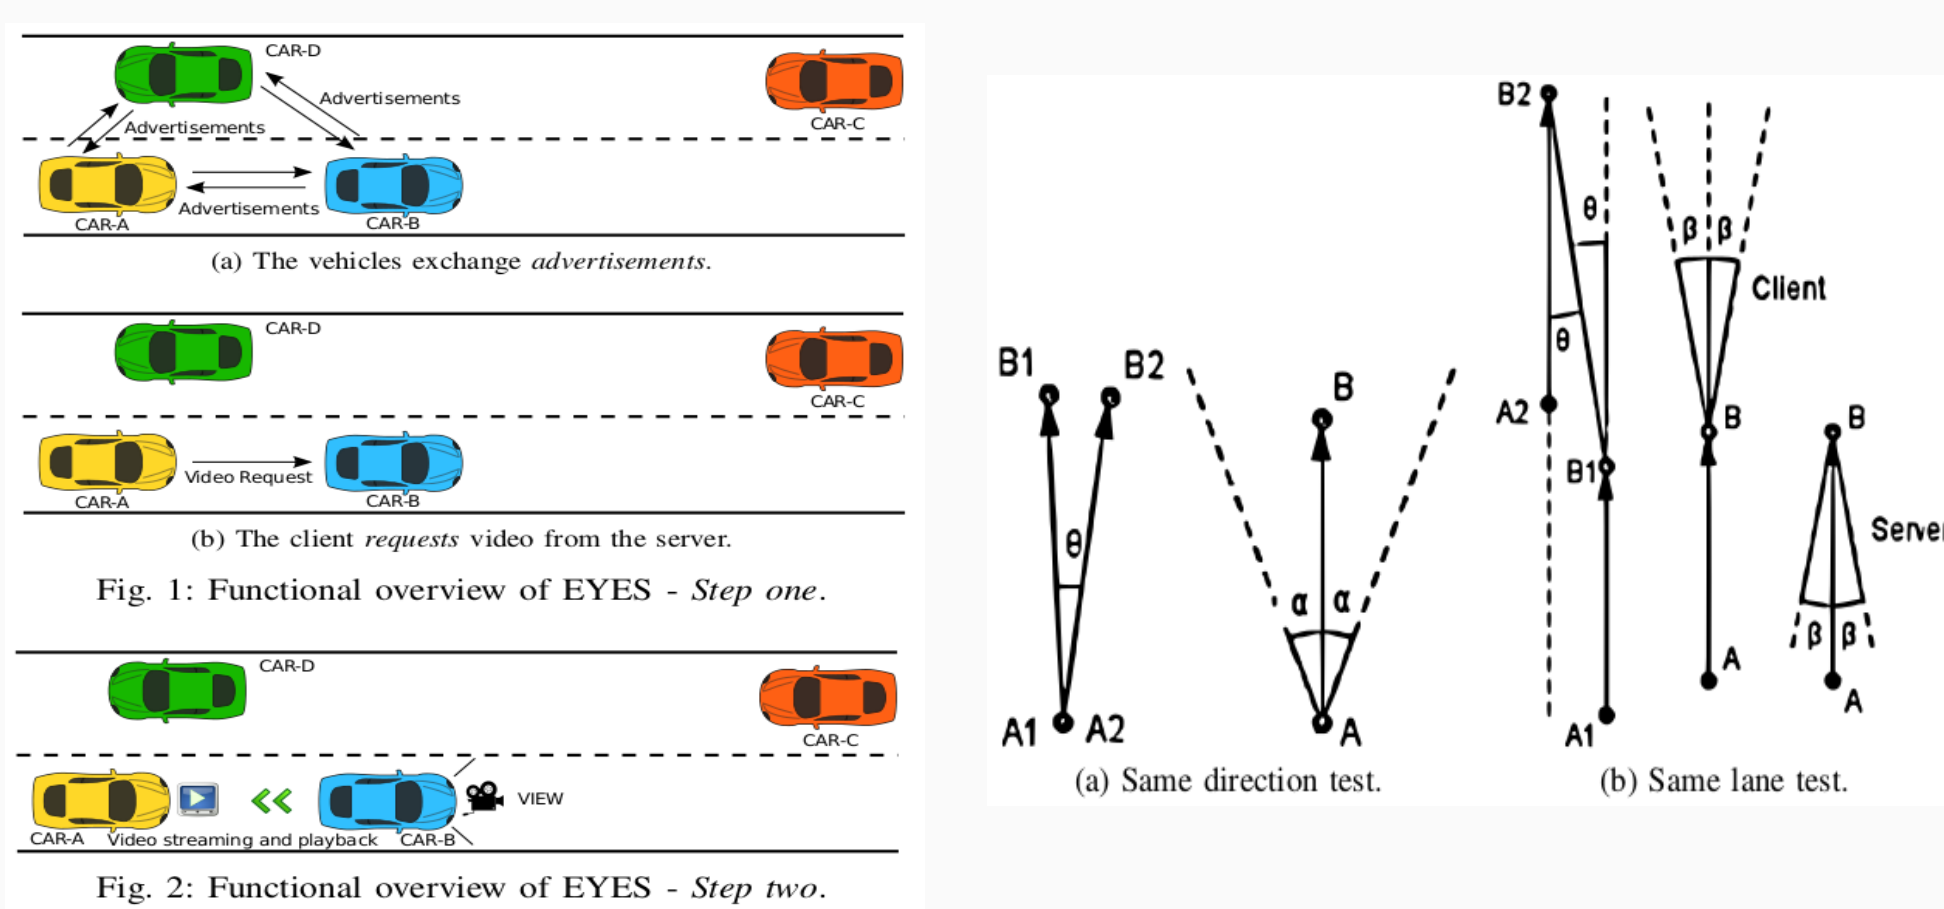 CAR-D
Advertisements
CAR-C
Advertisements
Advertisements
CAR-A
CAR-B
(a) The vehicles exchange advertisements.
CAR-D
CAR-C
Video Request
CAR-A
CAR-B
(b) The client requests video from the server.
Fig. 1: Functional overview of EYES - Step one.
CAR-D
CAR-C
VIEW
CAR-A Video streaming and playback CAR-B
Fig. 2: Functional overview of EYES - Step two.
B1 B2
B
θ
α α
A1 A2
A
(a) Same direction test.
B2
θ
β β
Client
θ
A2
B
B
B1
Server
β β
A
A
A1
(b) Same lane test.